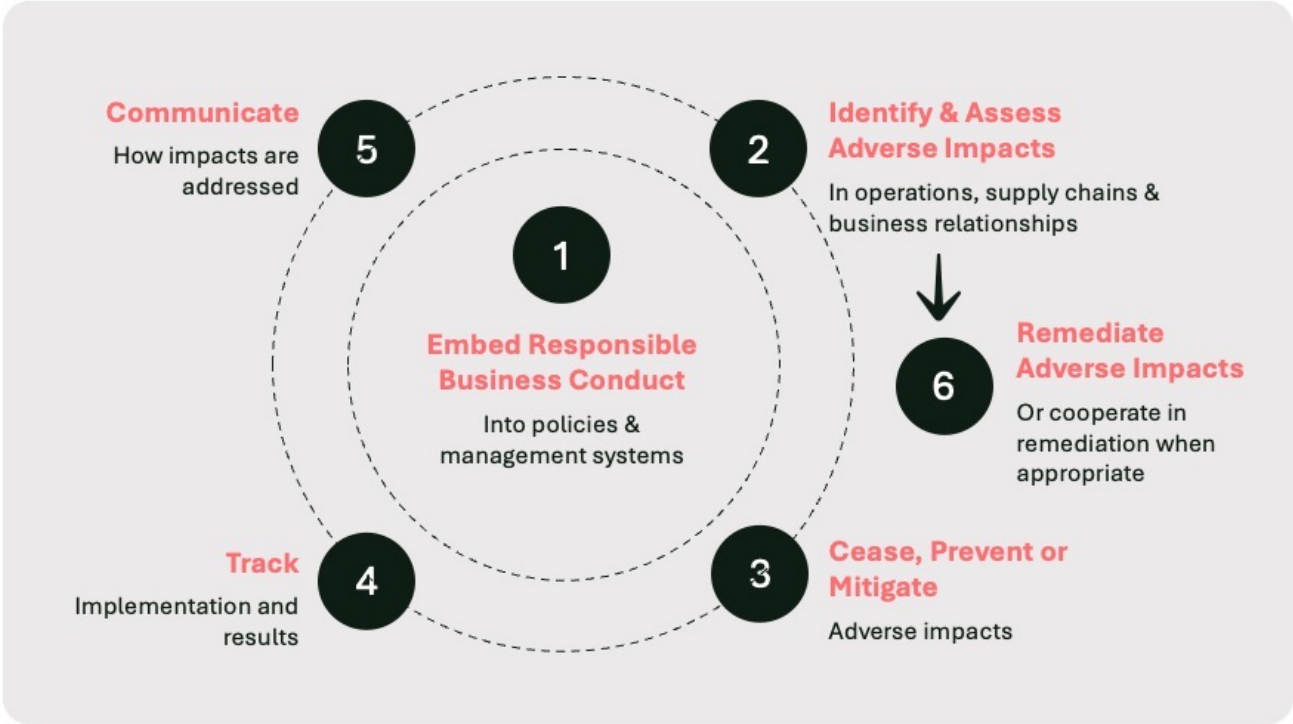 1
Embed Responsible
Business Conduct
Into policies &
management systems
2
Identify & Assess
Adverse Impacts
In operations, supply chains &
business relationships
3
Cease, Prevent or
Mitigate
Adverse impacts
4
Track
Implementation and
results
5
Communicate
How impacts are
addressed
6
Remediate
Adverse Impacts
Or cooperate in
remediation when
appropriate